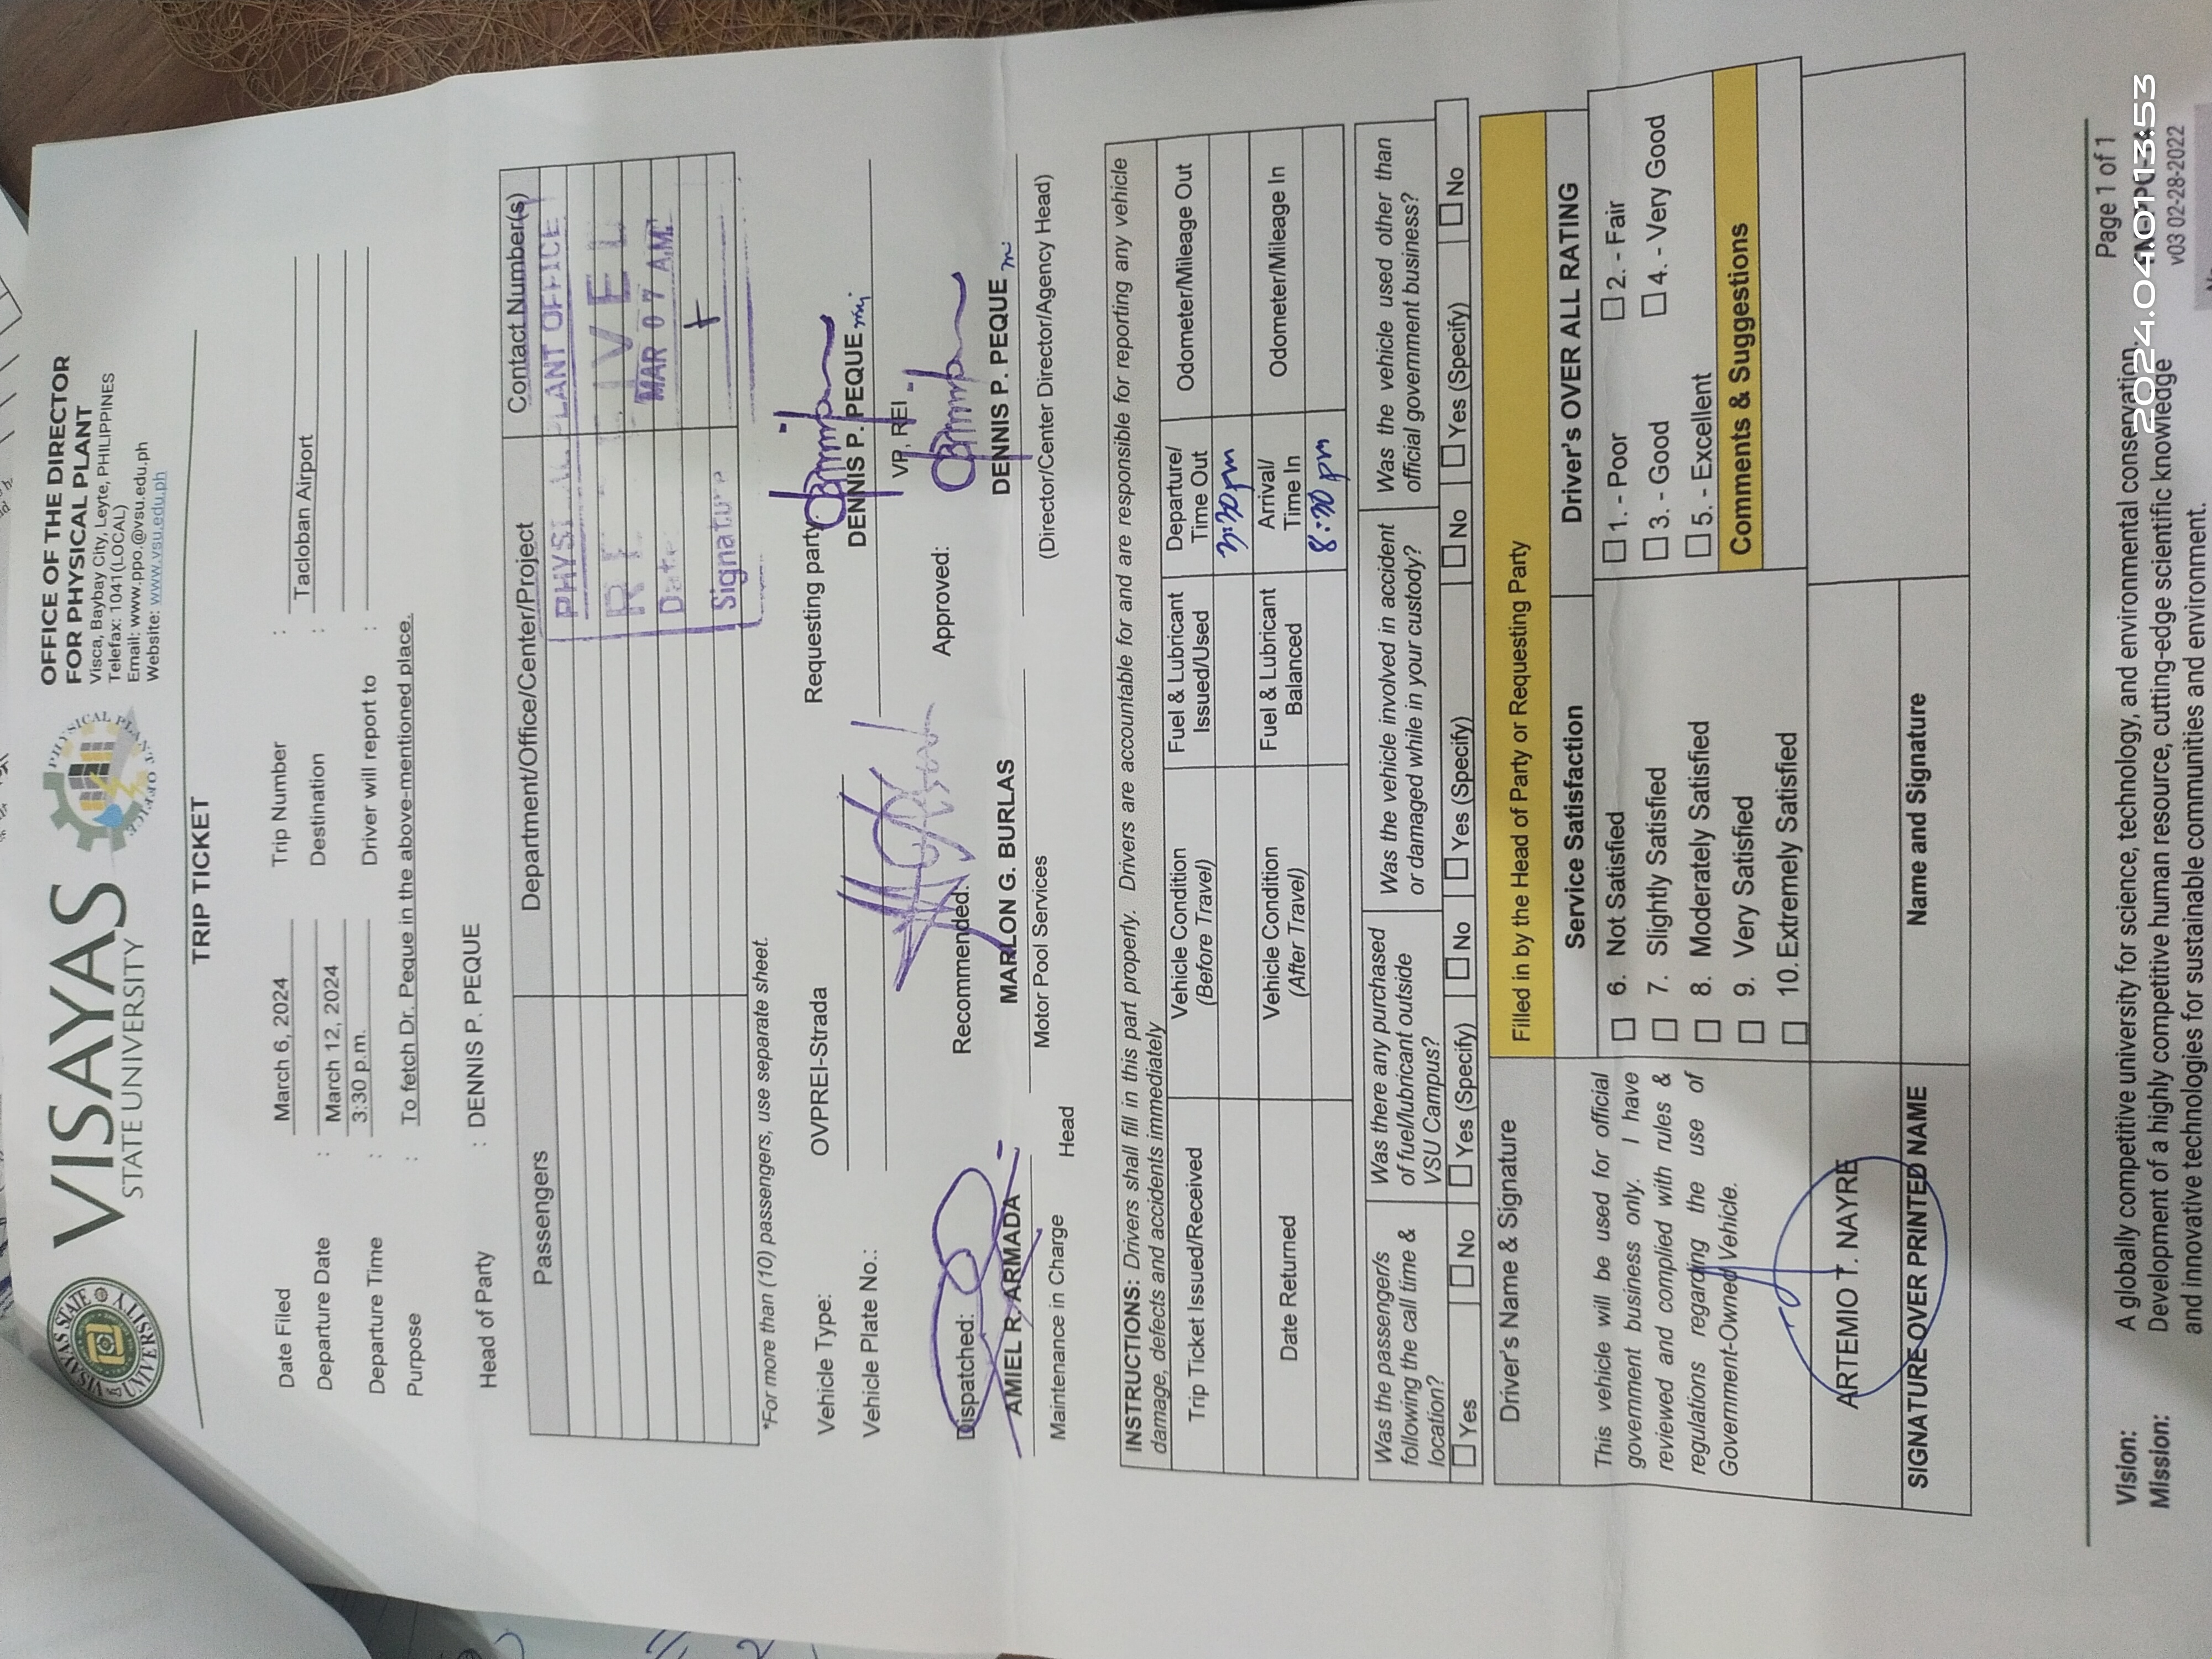 VISAYAS
STATE UNIVERSITY
OFFICE OF THE DIRECTOR
FOR PHYSICAL PLANT
Visca, Baybay City, Leyte, PHILIPPINES
Telefax: 1041(LOCAL)
Email: www.ppo.@vsu.edu.ph
Website: www.vsu.edu.ph
TRIP TICKET
Date Filed March 6, 2024 Trip Number :
Departure Date : March 12, 2024 Destination : Tacloban Airport
Departure Time : 3:30 p.m. Driver will report to :
Purpose : To fetch Dr. Peque in the above-mentioned place.
Head of Party : DENNIS P. PEQUE
Passengers Department/Office/Center/Project Contact Number(s)
PLANT OFFICE
MAR 07 A.M.
Signature
*For more than (10) passengers, use separate sheet.
Vehicle Type: OVPREI-Strada Requesting party:
Vehicle Plate No.: DENNIS P. PEQUE
VP, REI
Dispatched: Recommended: Approved:
AMIEL R. ARMADA MARLON G. BURLAS DENNIS P. PEQUE
Maintenance in Charge Head Motor Pool Services (Director/Center Director/Agency Head)
INSTRUCTIONS: Drivers shall fill in this part properly. Drivers are accountable for and are responsible for reporting any vehicle
damage, defects and accidents immediately
Trip Ticket Issued/Received Vehicle Condition (Before Travel) Fuel & Lubricant Issued/Used Departure/ Time Out Odometer/Mileage Out
3:30 pm
Date Returned Vehicle Condition (After Travel) Fuel & Lubricant Balanced Arrival/ Time In Odometer/Mileage In
8:30 pm
Was the passenger/s following the call time & location?
Was there any purchased of fuel/lubricant outside VSU Campus?
Was the vehicle involved in accident or damaged while in your custody?
Was the vehicle used other than official government business?
Yes No Yes (Specify) No Yes (Specify) No Yes (Specify) No
Driver's Name & Signature Filled in by the Head of Party or Requesting Party
Service Satisfaction Driver's OVER ALL RATING
This vehicle will be used for official
government business only. I have
reviewed and complied with rules &
regulations regarding the use of
Government-Owned Vehicle.
6. Not Satisfied
7. Slightly Satisfied
8. Moderately Satisfied
9. Very Satisfied
10. Extremely Satisfied
1. - Poor 2. - Fair
3. - Good 4. - Very Good
5. - Excellent
Comments & Suggestions
ARTEMIO T. NAYRE
SIGNATURE OVER PRINTED NAME Name and Signature
Page 1 of 1
v03 02-28-2022
Vision: A globally competitive university for science, technology, and environmental conservation.
Mission: Development of a highly competitive human resource, cutting-edge scientific knowledge
and innovative technologies for sustainable communities and environment.
2024.04.01 13:53